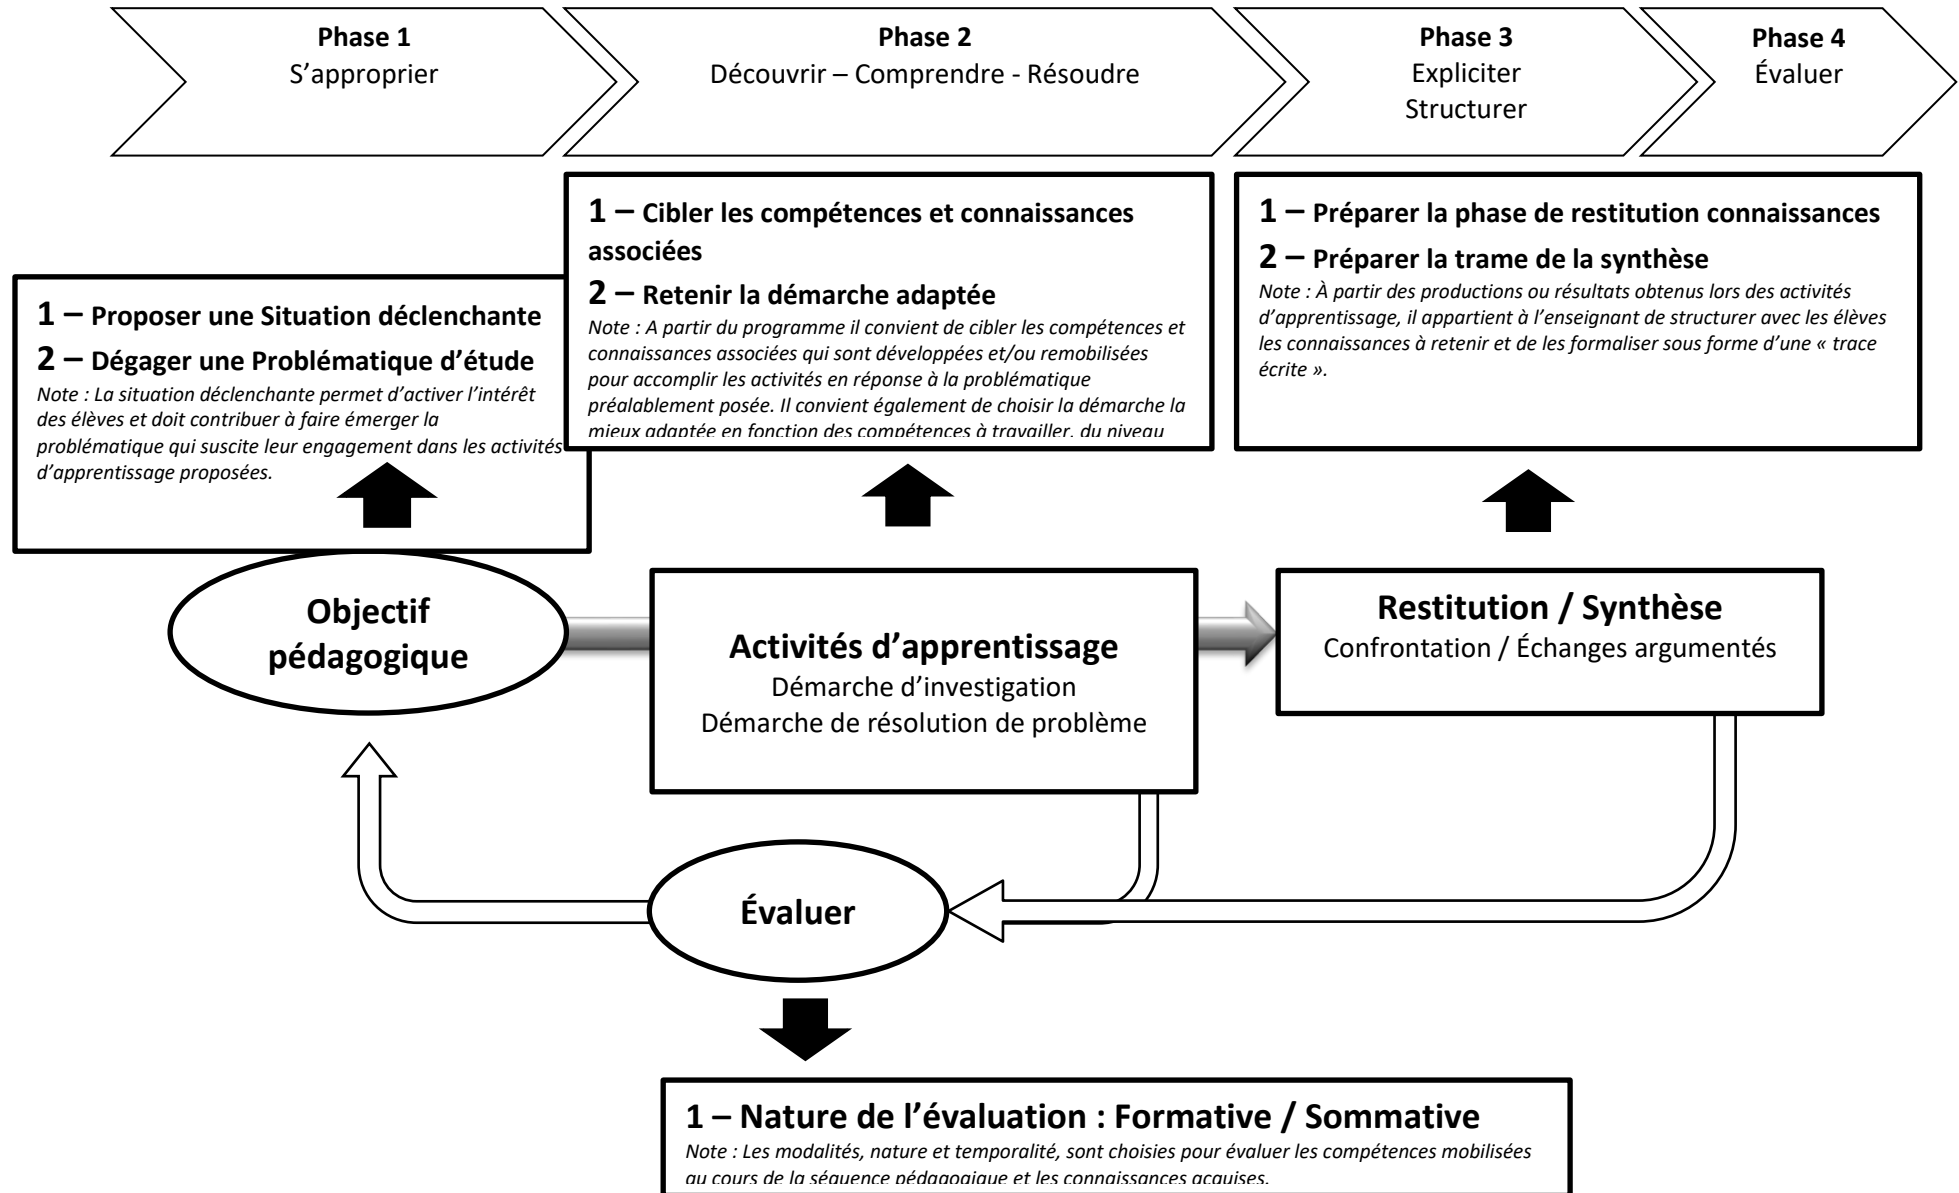 Phase 1
S’approprier
Phase 2
Découvrir – Comprendre - Résoudre
Phase 3
Expliciter
Structurer
Phase 4
Évaluer
1 – Proposer une Situation déclenchante
2 – Dégager une Problématique d’étude
Note : La situation déclenchante permet d’activer l’intérêt
des élèves et doit contribuer à faire émerger la
problématique qui suscite leur engagement dans les activités
d’apprentissage proposées.
1 – Cibler les compétences et connaissances
associées
2 – Retenir la démarche adaptée
Note : A partir du programme il convient de cibler les compétences et
connaissances associées qui sont développées et/ou remobilisées
pour accomplir les activités en réponse à la problématique
préalablement posée. Il convient également de choisir la démarche la
mieux adaptée en fonction des compétences à travailler, du niveau
1 – Préparer la phase de restitution connaissances
2 – Préparer la trame de la synthèse
Note : À partir des productions ou résultats obtenus lors des activités
d’apprentissage, il appartient à l’enseignant de structurer avec les élèves
les connaissances à retenir et de les formaliser sous forme d’une « trace
écrite ».
Objectif
pédagogique
Activités d’apprentissage
Démarche d’investigation
Démarche de résolution de problème
Restitution / Synthèse
Confrontation / Échanges argumentés
Évaluer
1 – Nature de l’évaluation : Formative / Sommative
Note : Les modalités, nature et temporalité, sont choisies pour évaluer les compétences mobilisées
au cours de la séquence pédagogique et les connaissances acquises.